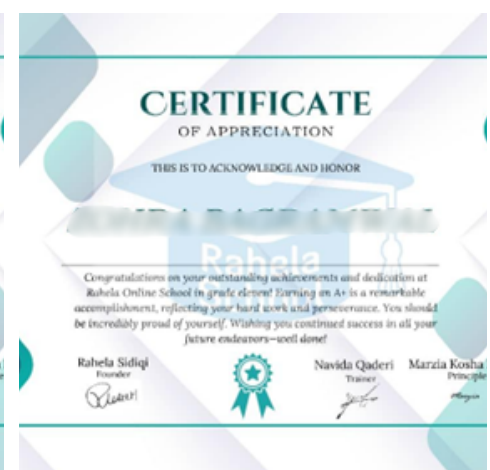 CERTIFICATE
OF APPRECIATION
THIS IS TO ACKNOWLEDGE AND HONOR
Rahela
School
Congratulations on your outstanding achievements and dedication at
Rahela Online School in grade eleven! Earning an A+ is a remarkable
accomplishment, reflecting your hard work and perseverance. You should
be incredibly proud of yourself. Wishing you continued success in all your
future endeavors—well done!
Rahela Sidiqi
Founder
Navida Qaderi
Trainer
Marzia Kosha
Principle